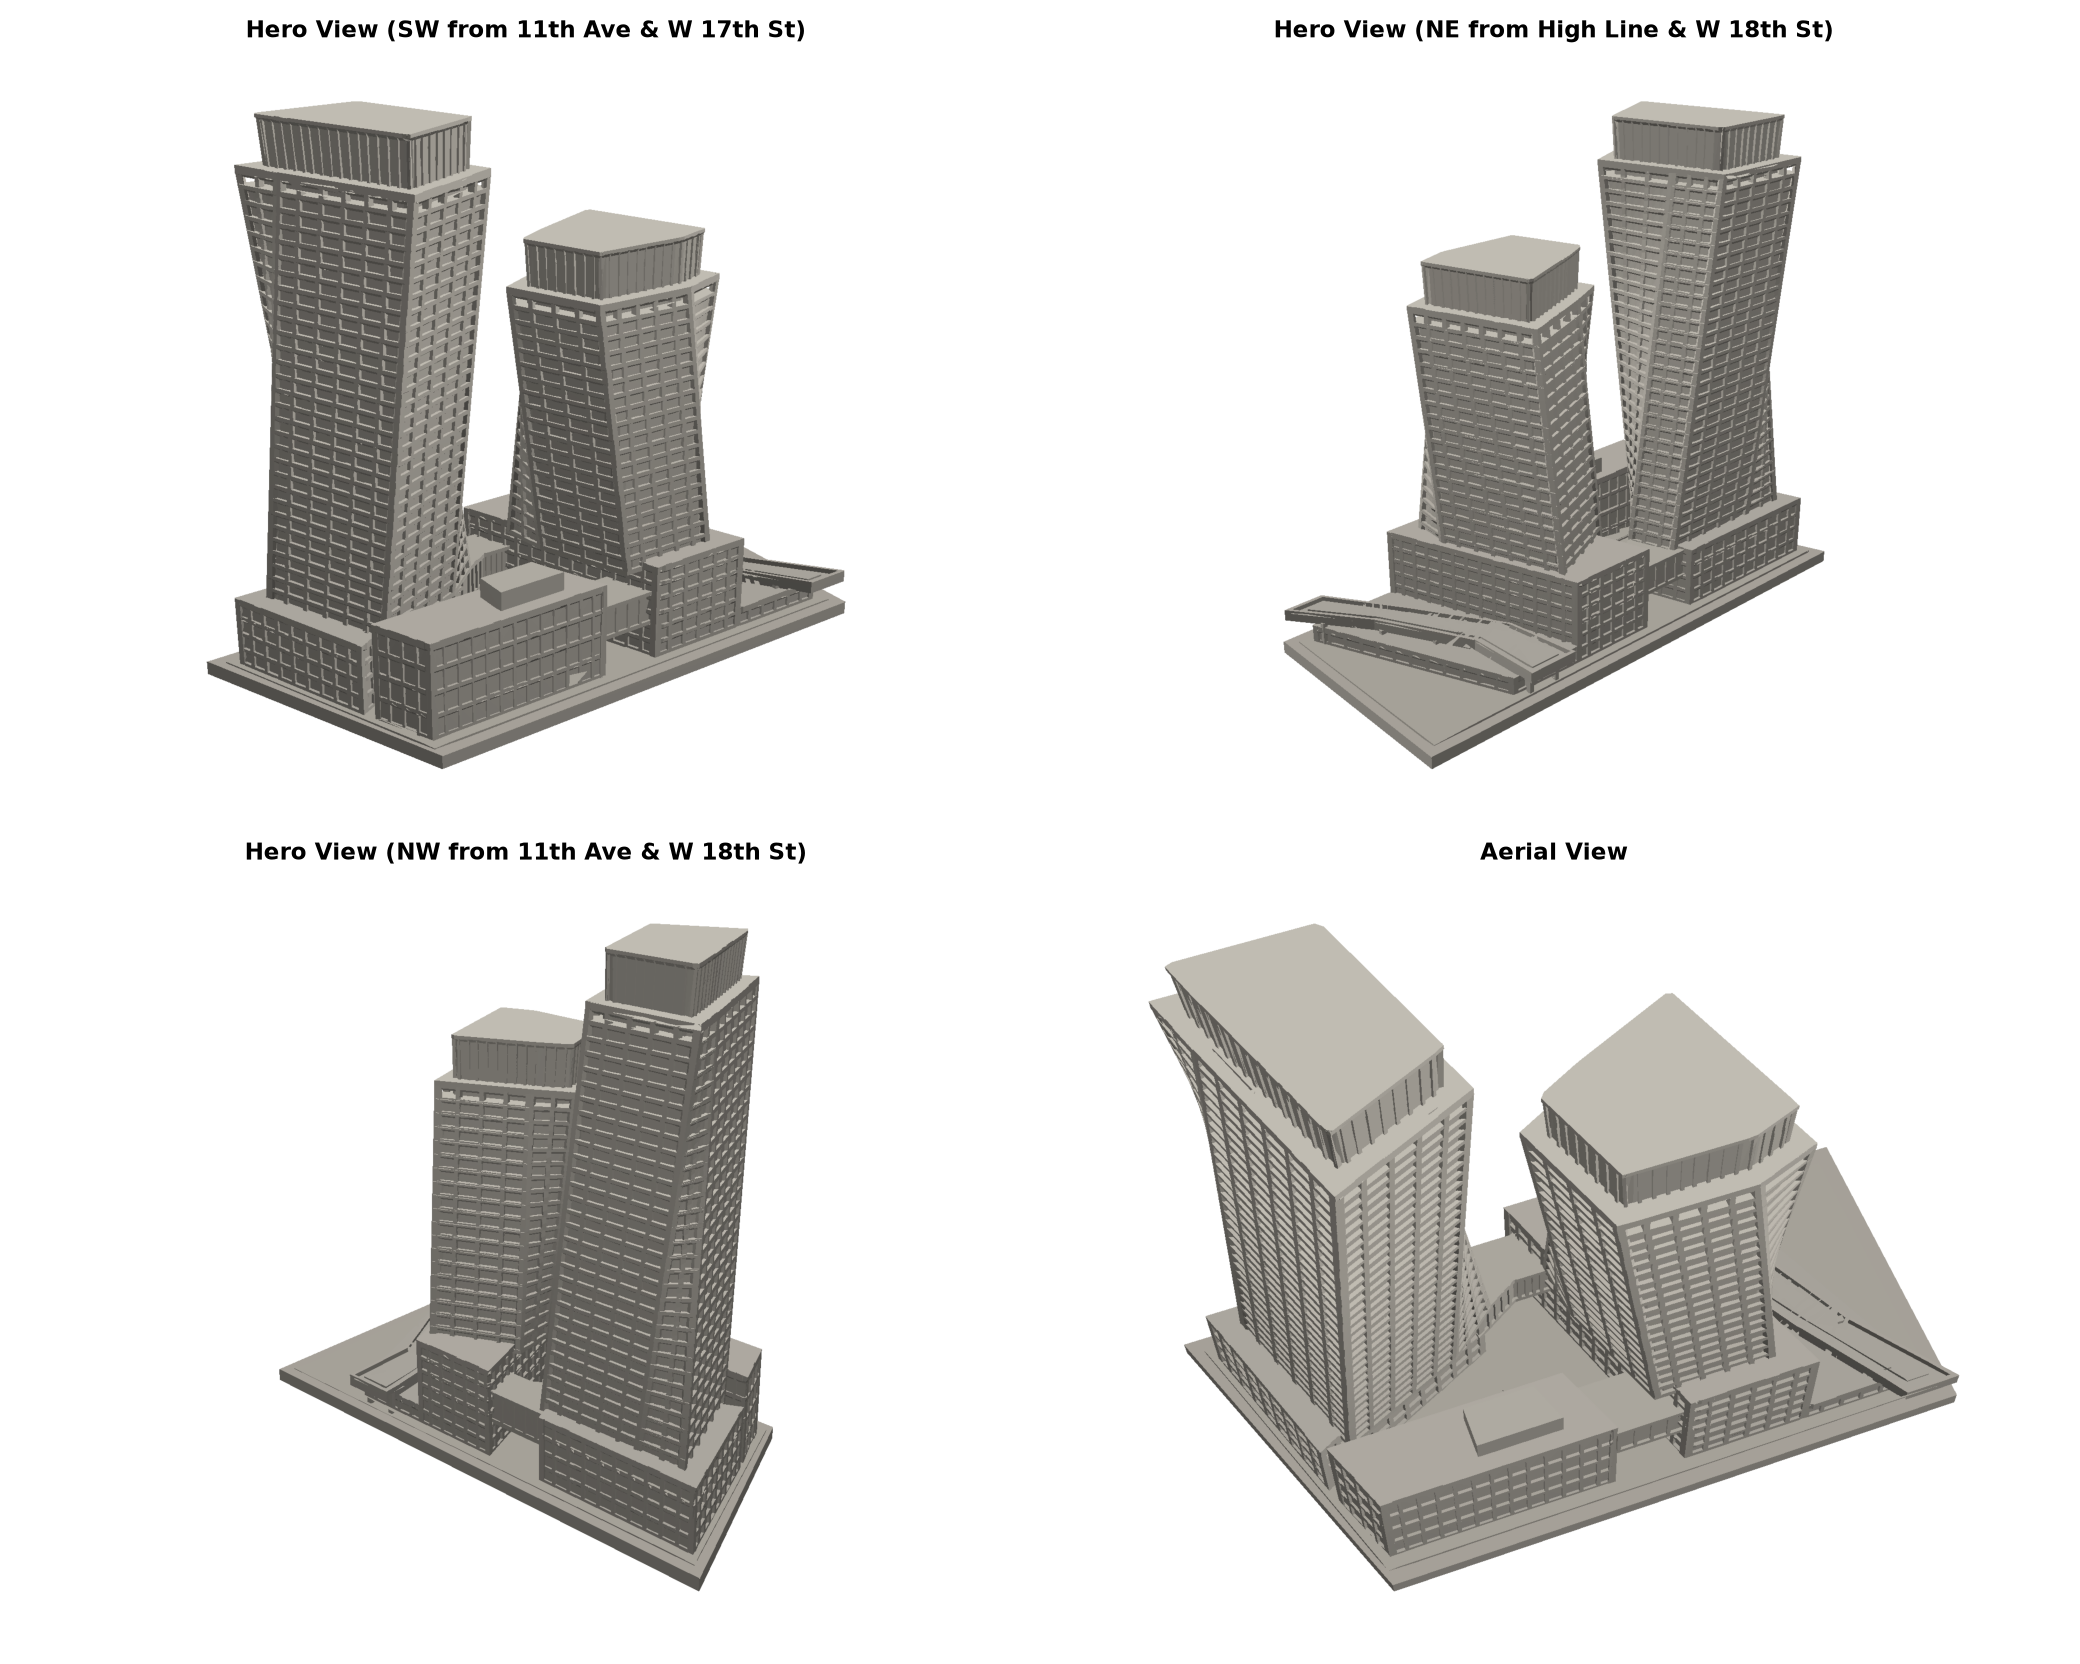 Hero View (SW from 11th Ave & W 17th St)
Hero View (NE from High Line & W 18th St)
Hero View (NW from 11th Ave & W 18th St)
Aerial View